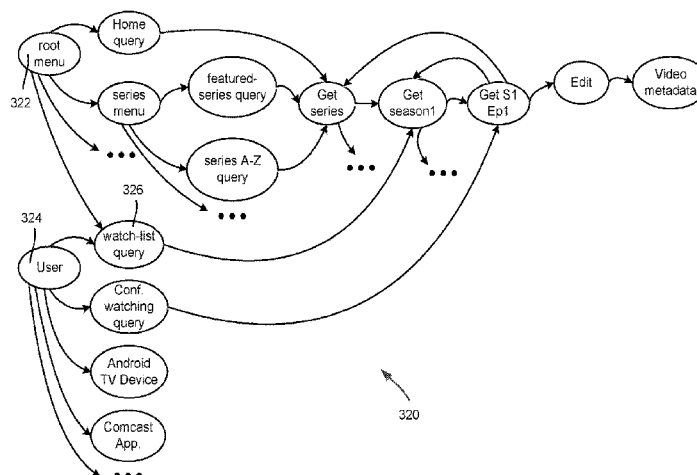 Home
query
root
menu
322
featured-
series query
series
menu
Get
series
Get
season1
Get S1
Ep1
Edit
Video
metadata
series A-Z
query
326
324
watch-list
query
User
Conf.
watching
query
Android
TV Device
320
Comcast
App.